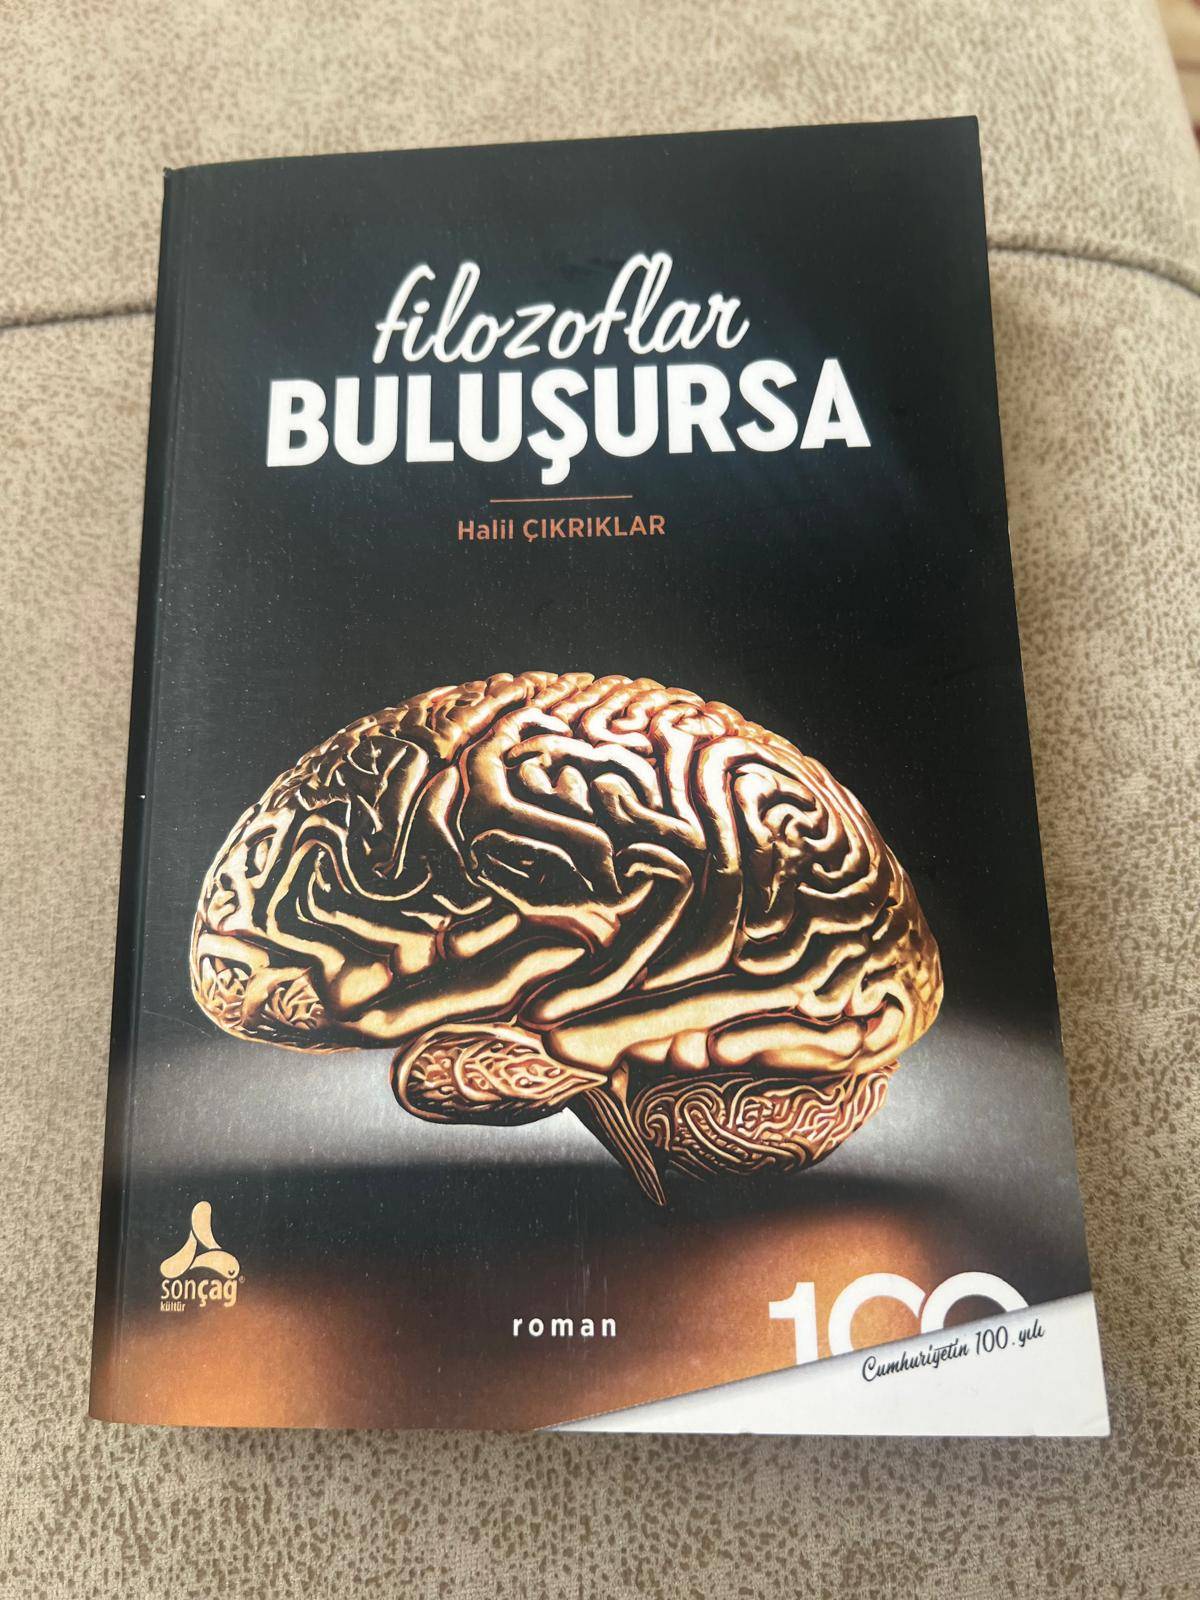 filozoflar
BULUŞURSA
Halil ÇIKRIKLAR
sonçağ®
kültür
roman
100
Cumhuriyetin 100. yılı